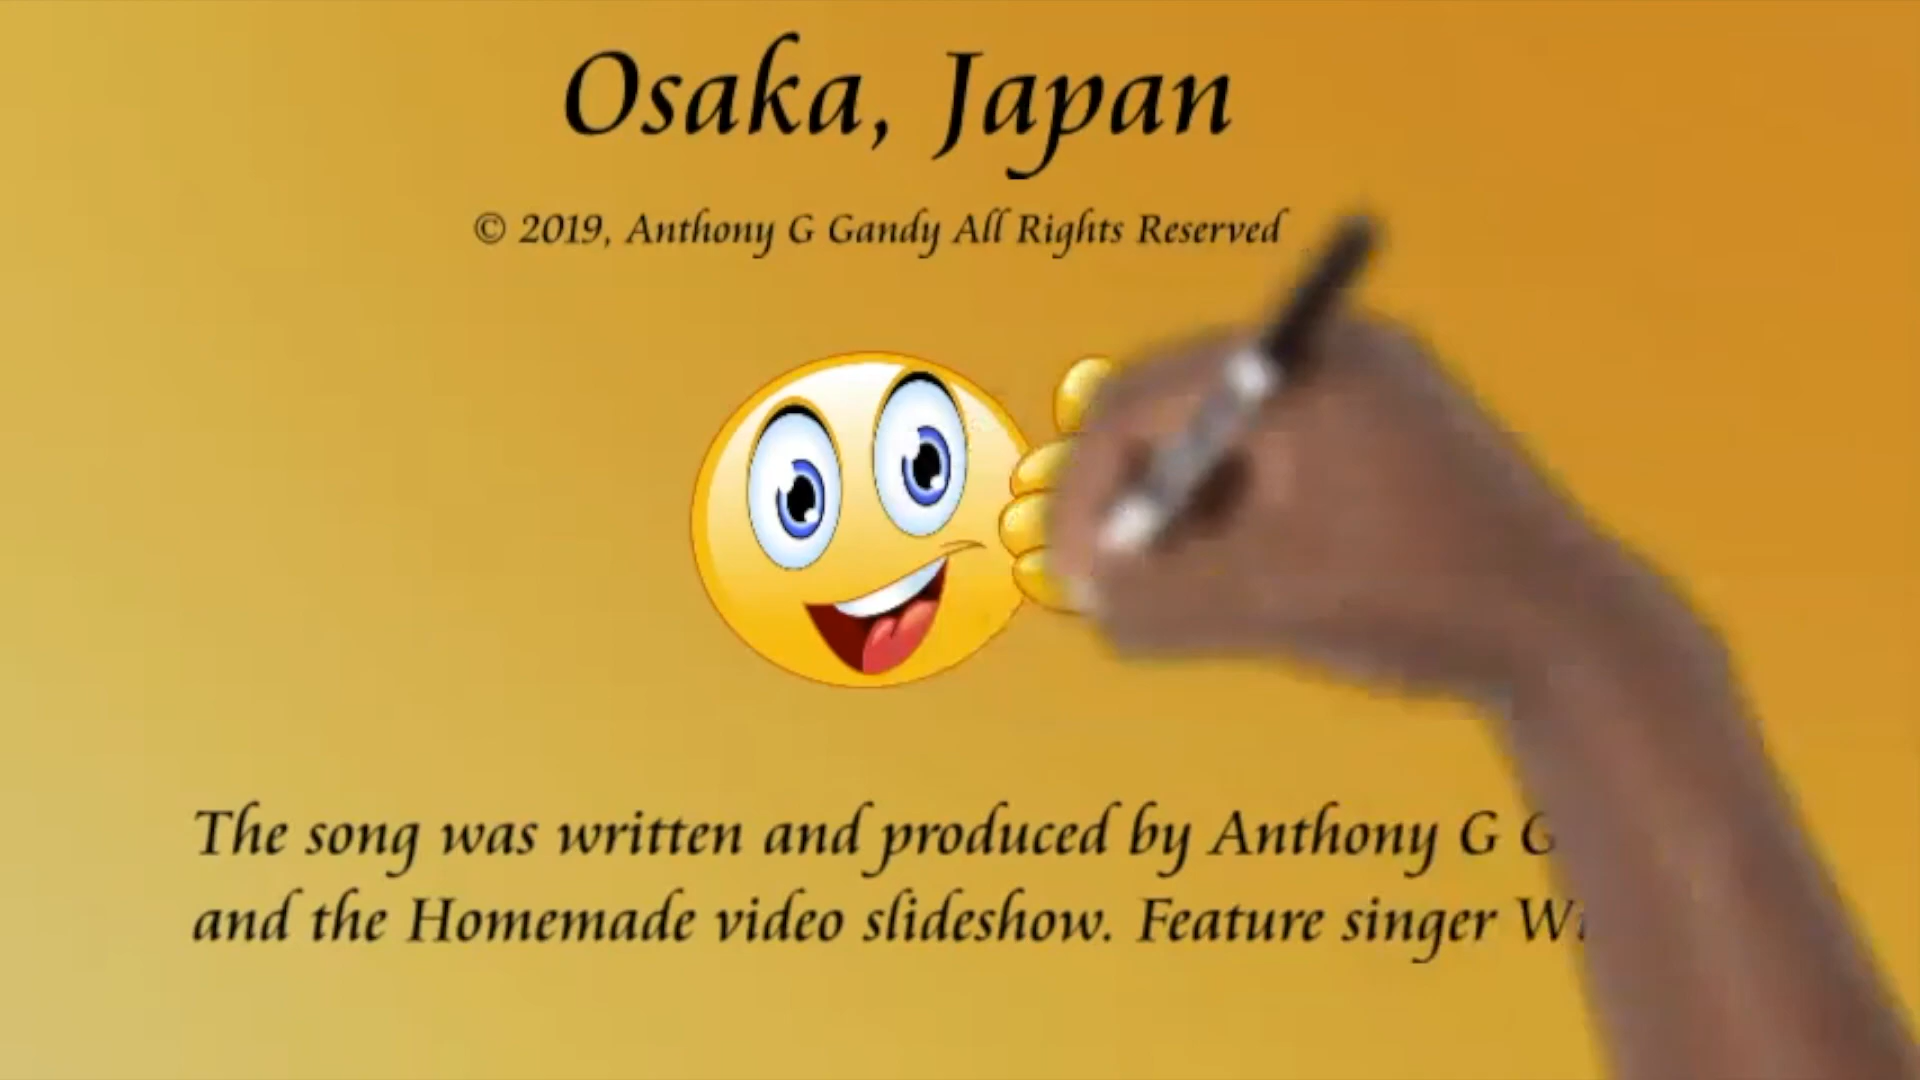 Osaka, Japan
© 2019, Anthony G Gandy All Rights Reserved
The song was written and produced by Anthony G
and the Homemade video slideshow. Feature singer